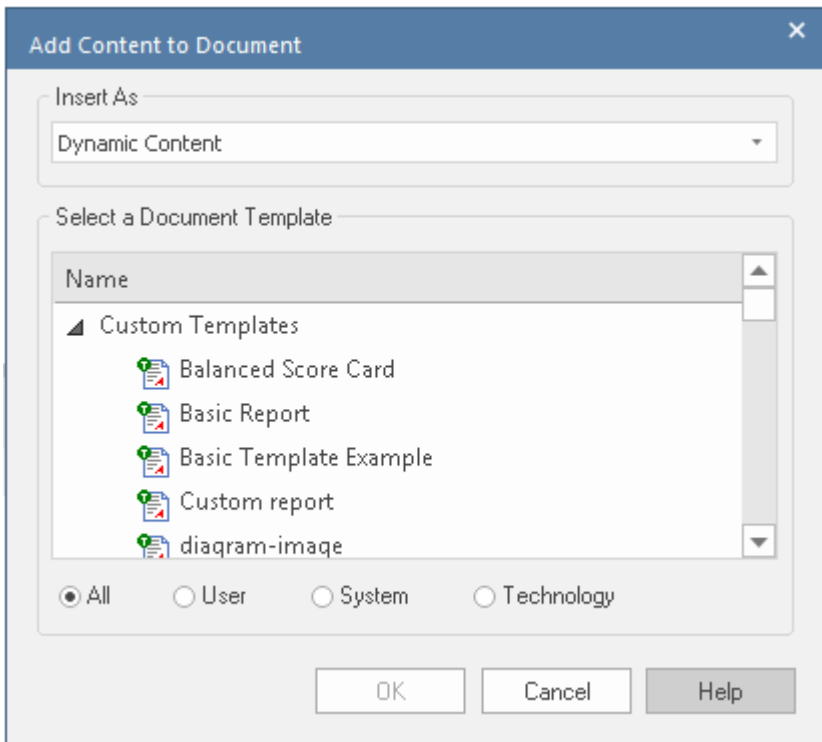 Add Content to Document
Insert As
Dynamic Content
Select a Document Template
Name
Custom Templates
Balanced Score Card
Basic Report
Basic Template Example
Custom report
diagram-image
All User System Technology
OK Cancel Help